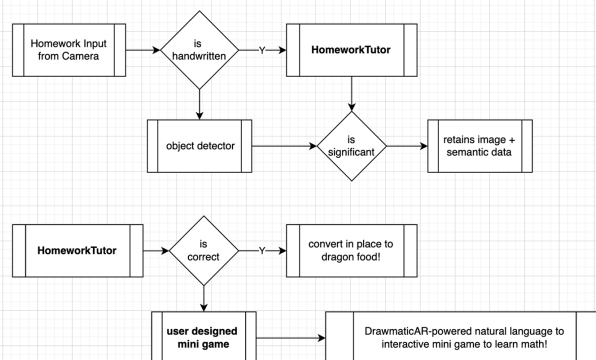 Homework Input
from Camera
is
handwritten
Y
HomeworkTutor
object detector
is
significant
retains image +
semantic data
HomeworkTutor
is
correct
Y
convert in place to
dragon food!
user designed
mini game
DrawmaticAR-powered natural language to
interactive mini game to learn math!